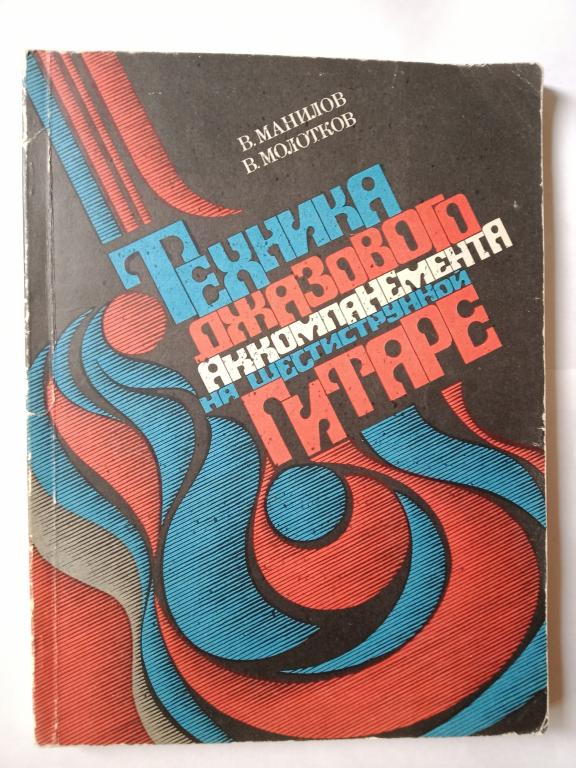 В. МАНИЛОВ
В. МОЛОТКОВ
ТЕХНИКА
ДЖАЗОВОГО
АККОМПАНЕМЕНТА
НА ШЕСТИСТРУННОЙ
ГИТАРЕ